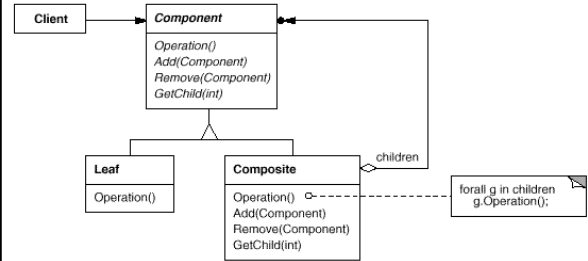 Client
Component
Operation()
Add(Component)
Remove(Component)
GetChild(int)
children
Leaf
Operation()
Composite
Operation()
Add(Component)
Remove(Component)
GetChild(int)
forall g in children
g.Operation();